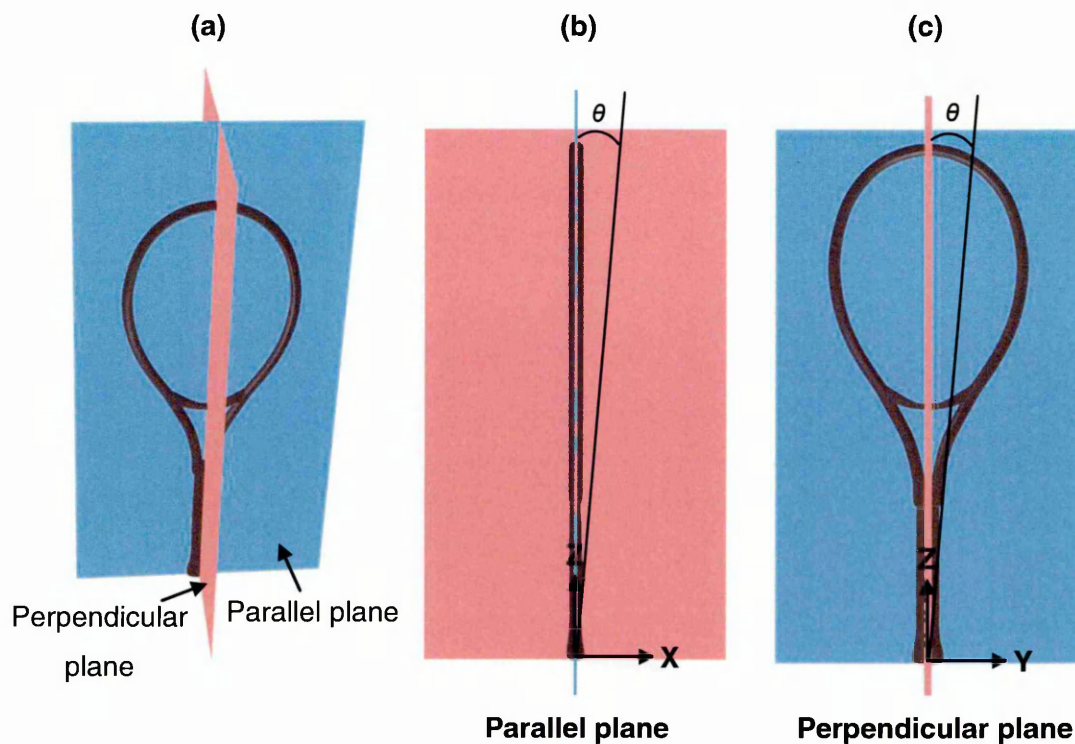 (a)
(b)
(c)
θ
θ
Z
Z
X
Y
Perpendicular
plane
Parallel plane
Parallel plane
Perpendicular plane